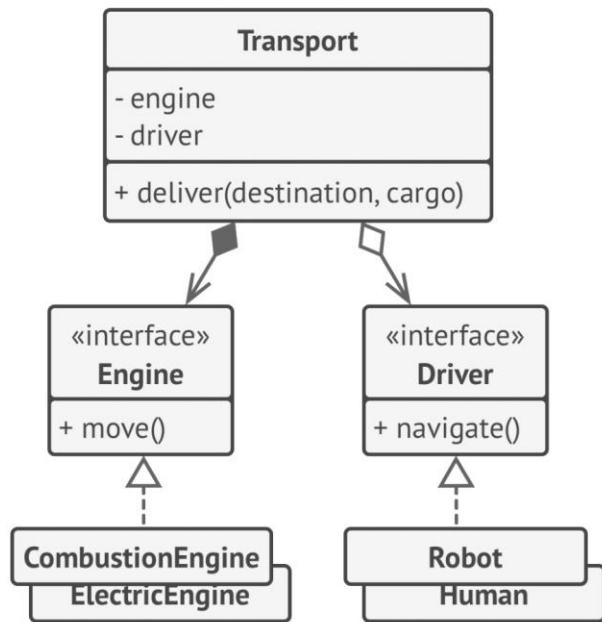 Transport
- engine
- driver
+ deliver(destination, cargo)
«interface»
Engine
+ move()
«interface»
Driver
+ navigate()
CombustionEngine
ElectricEngine
Robot
Human